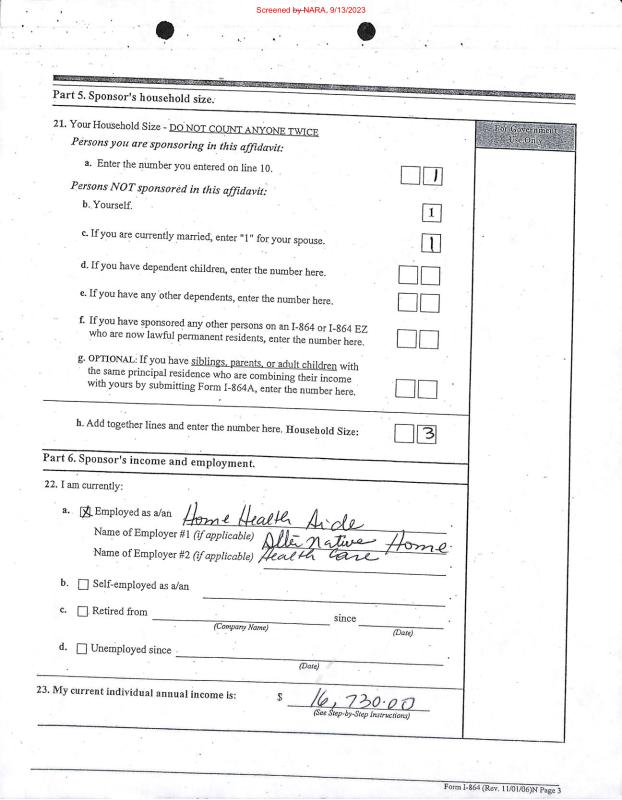 Screened by NARA, 9/13/2023
Part 5. Sponsor's household size.
For Government Use Only
21. Your Household Size - DO NOT COUNT ANYONE TWICE
Persons you are sponsoring in this affidavit:
a. Enter the number you entered on line 10. 1
Persons NOT sponsored in this affidavit:
b. Yourself. 1
c. If you are currently married, enter "1" for your spouse. 1
d. If you have dependent children, enter the number here.
e. If you have any other dependents, enter the number here.
f. If you have sponsored any other persons on an I-864 or I-864 EZ
who are now lawful permanent residents, enter the number here.
g. OPTIONAL: If you have siblings, parents, or adult children with
the same principal residence who are combining their income
with yours by submitting Form I-864A, enter the number here.
h. Add together lines and enter the number here. Household Size: 3
Part 6. Sponsor's income and employment.
22. I am currently:
a. X Employed as a/an Home Health Aide
Name of Employer #1 (if applicable) Alter Native Home
Name of Employer #2 (if applicable) Health Care
b. Self-employed as a/an
c. Retired from since
(Company Name) (Date)
d. Unemployed since
(Date)
23. My current individual annual income is: $ 16,730.00
(See Step-by-Step Instructions)
Form I-864 (Rev. 11/01/06)N Page 3